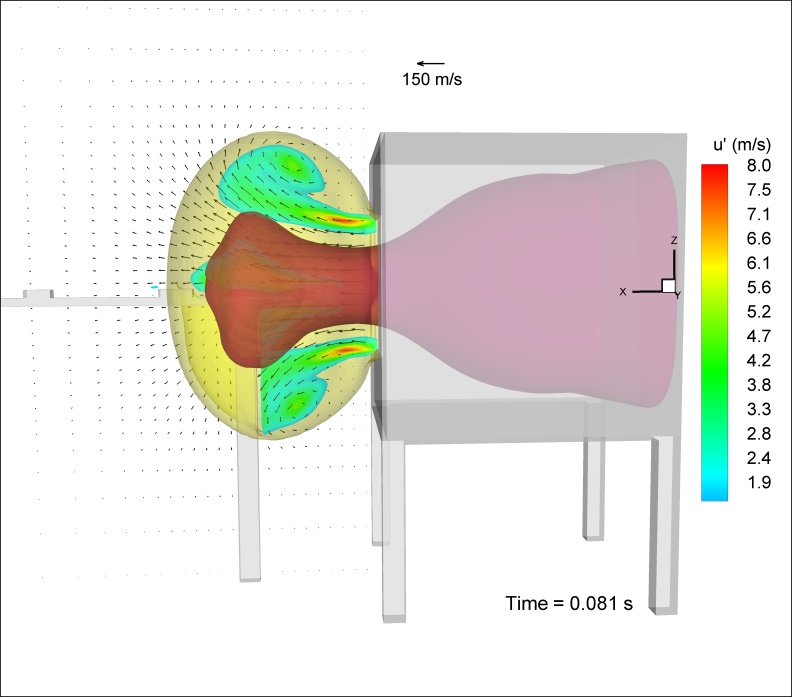 150 m/s
u' (m/s)
8.0
7.5
7.1
6.6
6.1
5.6
5.2
4.7
4.2
3.8
3.3
2.8
2.4
1.9
Z
X
Y
Time = 0.081 s